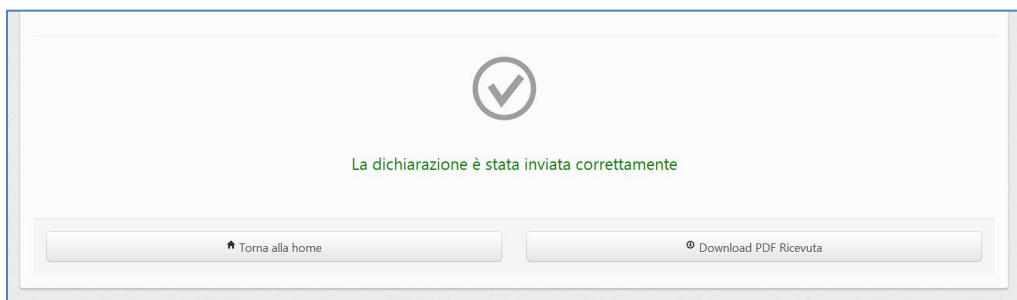 La dichiarazione è stata inviata correttamente
Torna alla home
Download PDF Ricevuta